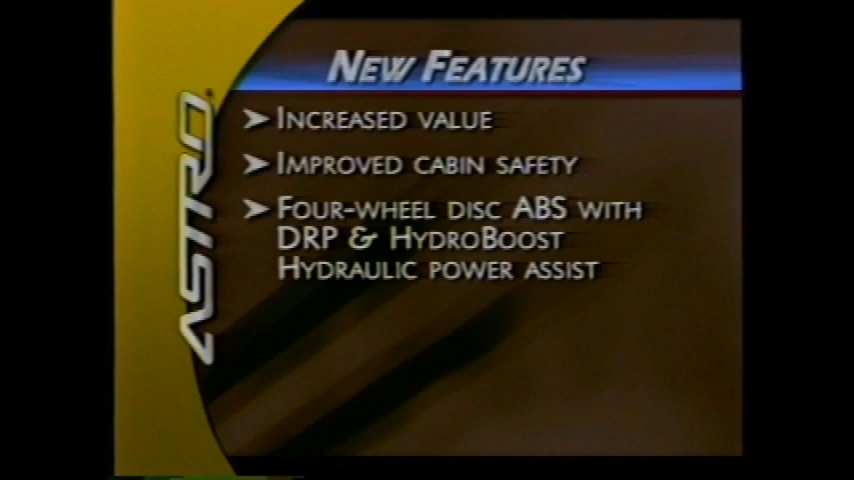 NEW FEATURES
➤ INCREASED VALUE
➤ IMPROVED CABIN SAFETY
➤ FOUR-WHEEL DISC ABS WITH
DRP & HYDROBOOST
HYDRAULIC POWER ASSIST
ASTRO